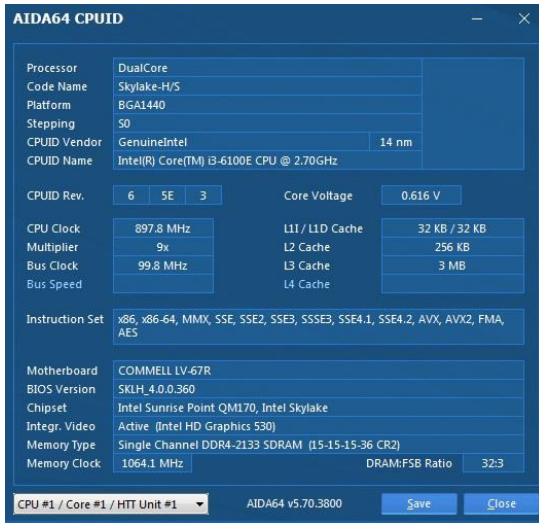 AIDA64 CPUID
Processor DualCore
Code Name Skylake-H/S
Platform BGA1440
Stepping S0
CPUID Vendor GenuineIntel 14 nm
CPUID Name Intel(R) Core(TM) i3-6100E CPU @ 2.70GHz
CPUID Rev. 6 5E 3 Core Voltage 0.616 V
CPU Clock 897.8 MHz L1I / L1D Cache 32 KB / 32 KB
Multiplier 9x L2 Cache 256 KB
Bus Clock 99.8 MHz L3 Cache 3 MB
Bus Speed L4 Cache
Instruction Set x86, x86-64, MMX, SSE, SSE2, SSE3, SSSE3, SSE4.1, SSE4.2, AVX, AVX2, FMA,
AES
Motherboard COMMELL LV-67R
BIOS Version SKLH_4.0.0.360
Chipset Intel Sunrise Point QM170, Intel Skylake
Integr. Video Active (Intel HD Graphics 530)
Memory Type Single Channel DDR4-2133 SDRAM (15-15-15-36 CR2)
Memory Clock 1064.1 MHz DRAM:FSB Ratio 32:3
CPU #1 / Core #1 / HTT Unit #1 AIDA64 v5.70.3800 Save Close